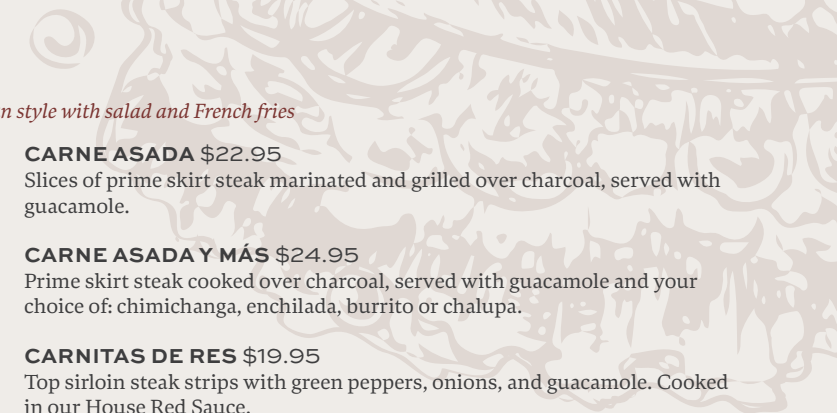 n style with salad and French fries
CARNE ASADA $22.95
Slices of prime skirt steak marinated and grilled over charcoal, served with
guacamole.
CARNE ASADA Y MÁS $24.95
Prime skirt steak cooked over charcoal, served with guacamole and your
choice of: chimichanga, enchilada, burrito or chalupa.
CARNITAS DE RES $19.95
Top sirloin steak strips with green peppers, onions, and guacamole. Cooked
in our House Red Sauce.